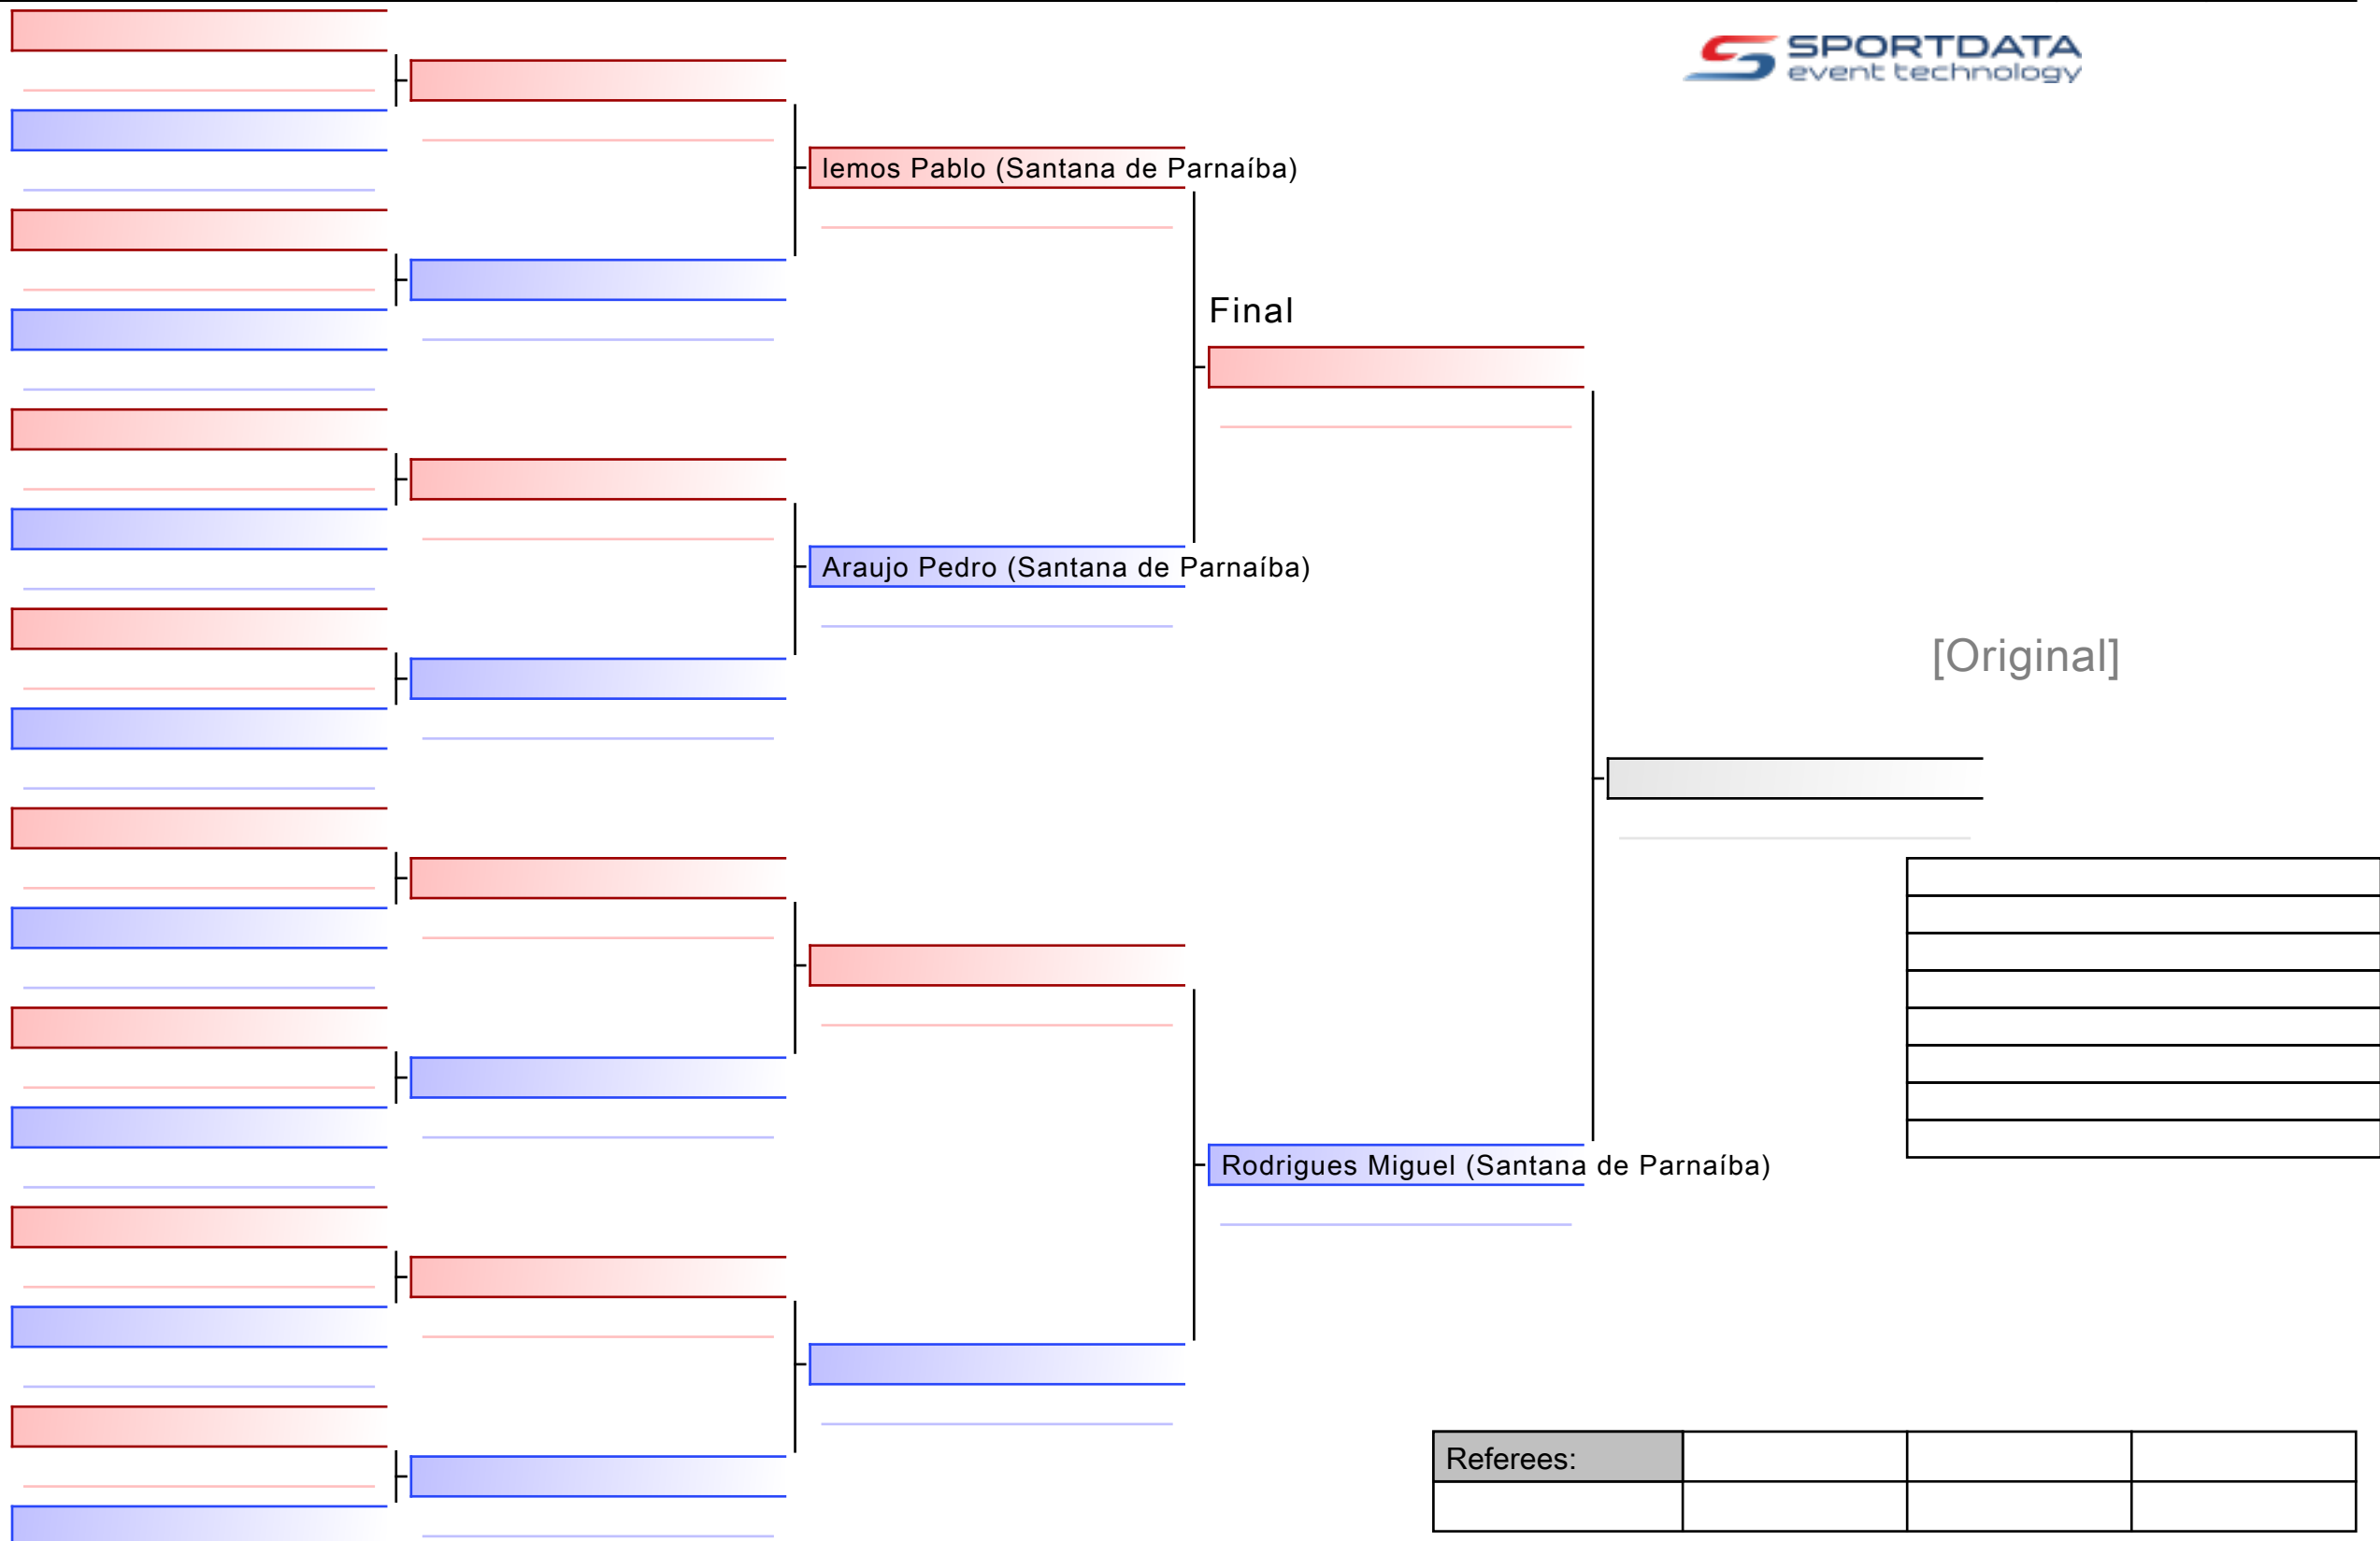 SPORTDATA
event technology
lemos Pablo (Santana de Parnaíba)
Final
Araujo Pedro (Santana de Parnaíba)
[Original]
Rodrigues Miguel (Santana de Parnaíba)
Referees: